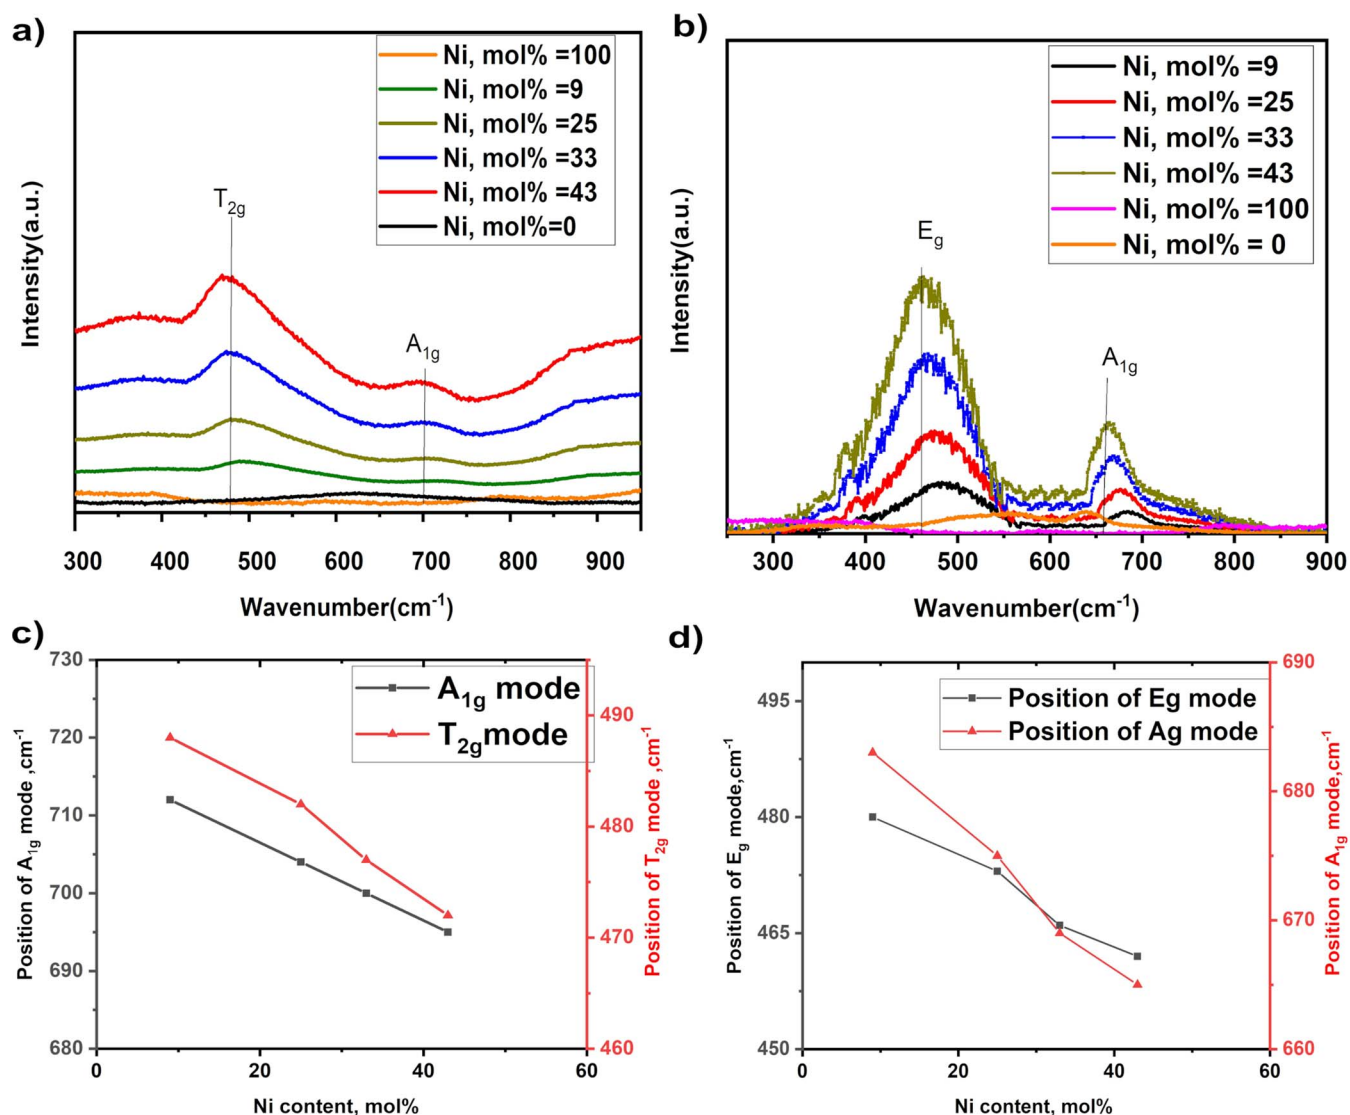 a)
Ni, mol% =100
Ni, mol% =9
Ni, mol% =25
Ni, mol% =33
Ni, mol% =43
Ni, mol%=0
T2g
A1g
Intensity(a.u.)
300 400 500 600 700 800 900
Wavenumber(cm-1)
b)
Ni, mol% =9
Ni, mol% =25
Ni, mol% =33
Ni, mol% =43
Ni, mol% =100
Ni, mol% = 0
Eg
A1g
Intensity(a.u.)
300 400 500 600 700 800 900
Wavenumber(cm-1)
c)
A1g mode
T2g mode
730
720
710
700
690
680
Position of A1g mode ,cm-1
490
480
470
460
Position of T2g mode ,cm-1
0 20 40 60
Ni content, mol%
d)
Position of Eg mode
Position of Ag mode
495
480
465
450
Position of Eg mode,cm-1
690
680
670
660
Position of A1g mode,cm-1
0 20 40 60
Ni content, mol%